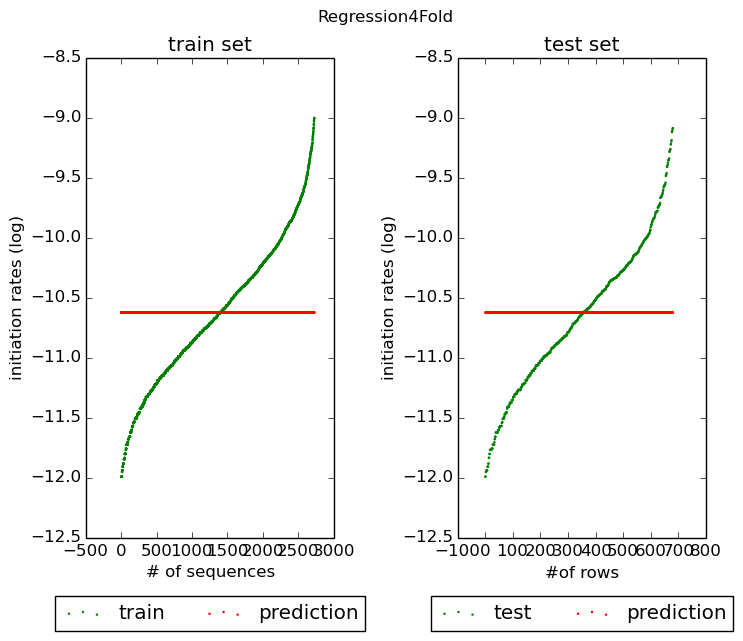 Regression4Fold
train set
test set
−8.5
−9.0
−9.5
−10.0
−10.5
−11.0
−11.5
−12.0
−12.5
initiation rates (log)
−500 0 500 1000 1500 2000 2500 3000
# of sequences
−8.5
−9.0
−9.5
−10.0
−10.5
−11.0
−11.5
−12.0
−12.5
initiation rates (log)
−100 0 100 200 300 400 500 600 700 800
#of rows
train prediction
test prediction